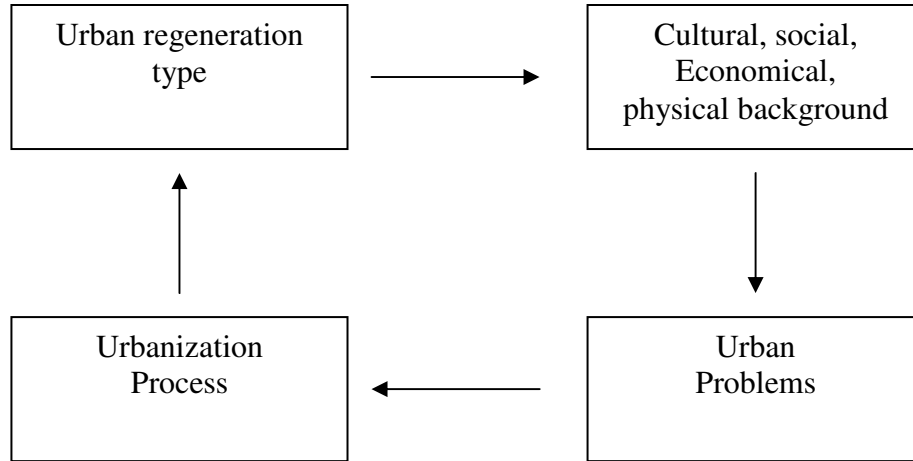 Urban regeneration
type
Cultural, social,
Economical,
physical background
Urbanization
Process
Urban
Problems